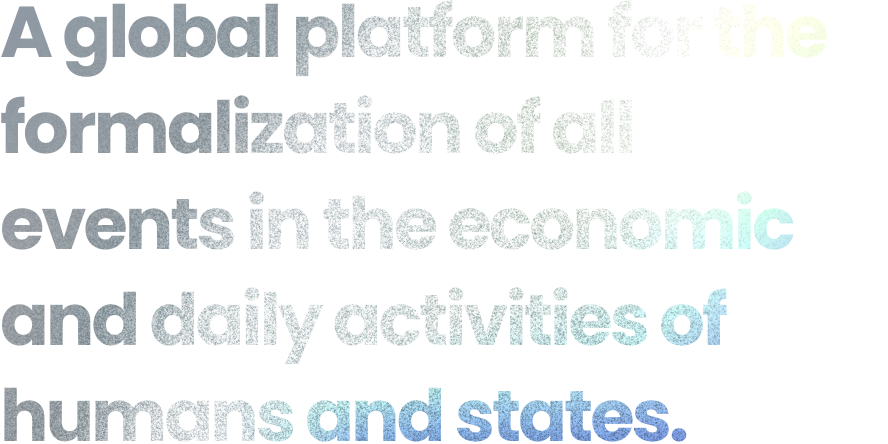 A global platform for the
formalization of all
events in the economic
and daily activities of
humans and states.